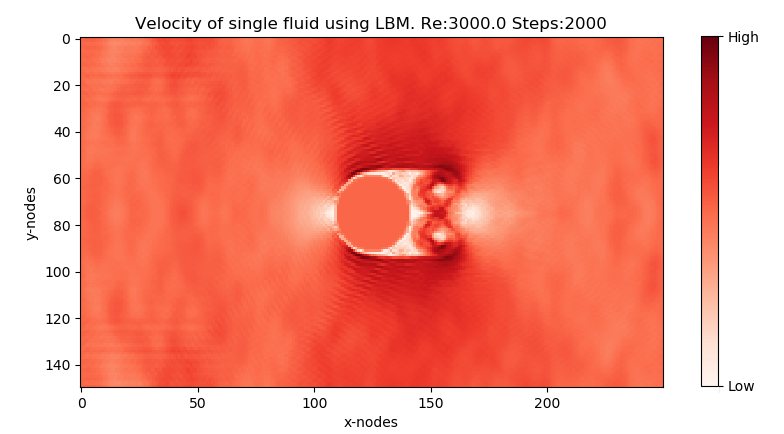 Velocity of single fluid using LBM. Re:3000.0 Steps:2000
High
0
20
40
60
80
100
120
140
y-nodes
0 50 100 150 200
x-nodes
Low